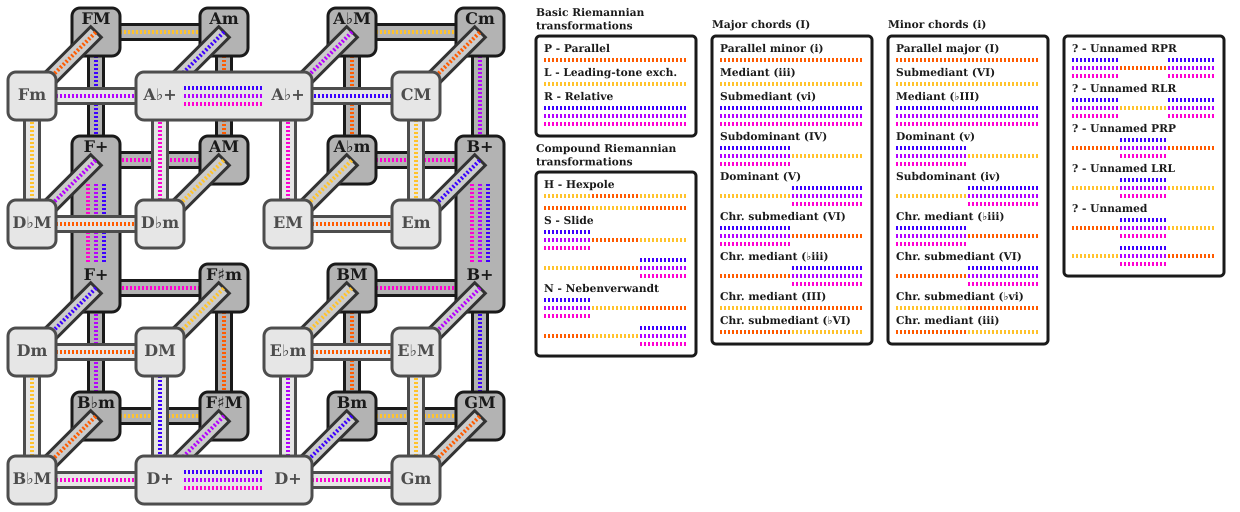 FM Am A♭M Cm
Fm A♭+ A♭+ CM
F+ AM A♭m B+
D♭M D♭m EM Em
F+ F♯m BM B+
Dm DM E♭m E♭M
B♭m F♯M Bm GM
B♭M D+ D+ Gm
Basic Riemannian
transformations
P - Parallel
L - Leading-tone exch.
R - Relative
Compound Riemannian
transformations
H - Hexpole
S - Slide
N - Nebenverwandt
Major chords (I)
Parallel minor (i)
Mediant (iii)
Submediant (vi)
Subdominant (IV)
Dominant (V)
Chr. submediant (VI)
Chr. mediant (♭iii)
Chr. mediant (III)
Chr. submediant (♭VI)
Minor chords (i)
Parallel major (I)
Submediant (VI)
Mediant (♭III)
Dominant (v)
Subdominant (iv)
Chr. mediant (♭iii)
Chr. submediant (VI)
Chr. submediant (♭vi)
Chr. mediant (iii)
? - Unnamed RPR
? - Unnamed RLR
? - Unnamed PRP
? - Unnamed LRL
? - Unnamed